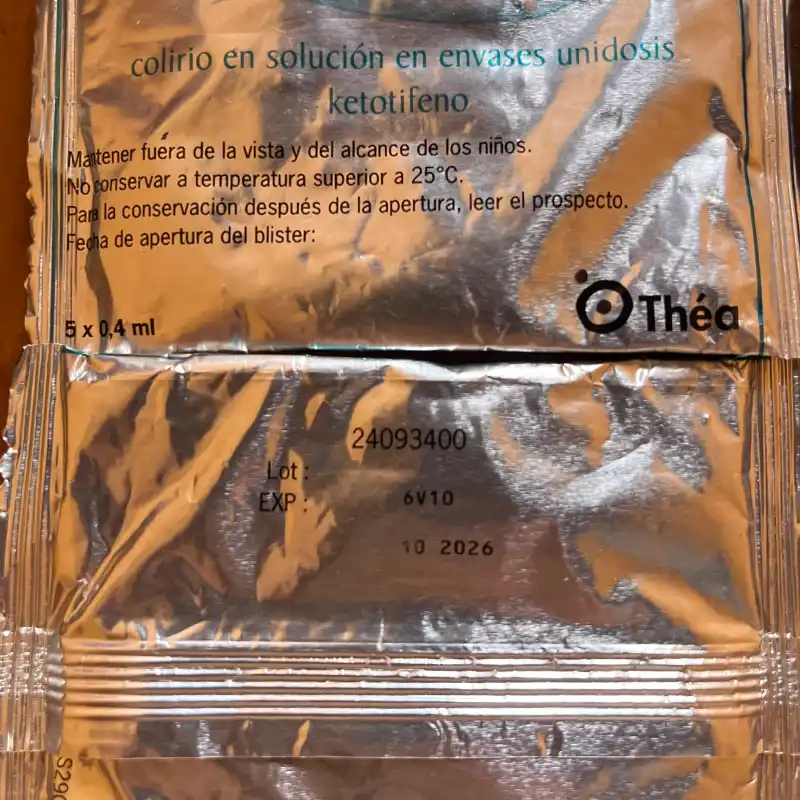 colirio en solución en envases unidosis
ketotifeno
Mantener fuera de la vista y del alcance de los niños.
No conservar a temperatura superior a 25°C.
Para la conservación después de la apertura, leer el prospecto.
Fecha de apertura del blister:
5 x 0,4 ml
Théa
24093400
Lot :
EXP : 6V10
10 2026